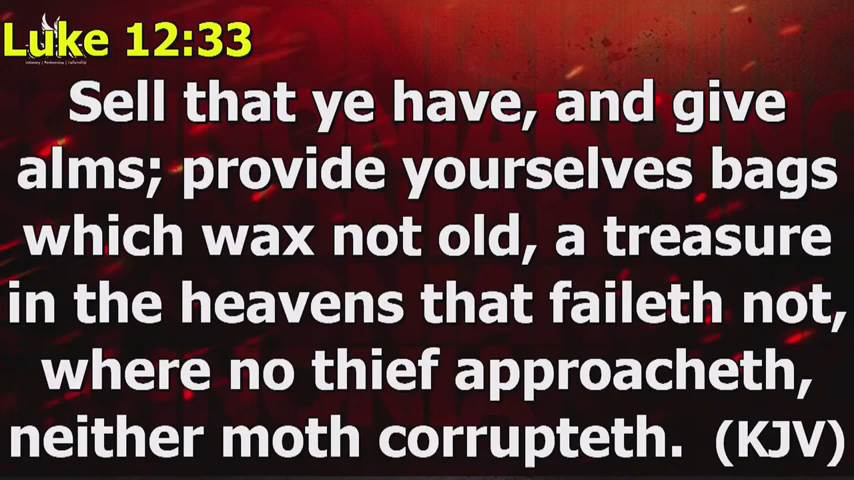 Luke 12:33
Sell that ye have, and give
alms; provide yourselves bags
which wax not old, a treasure
in the heavens that faileth not,
where no thief approacheth,
neither moth corrupteth. (KJV)